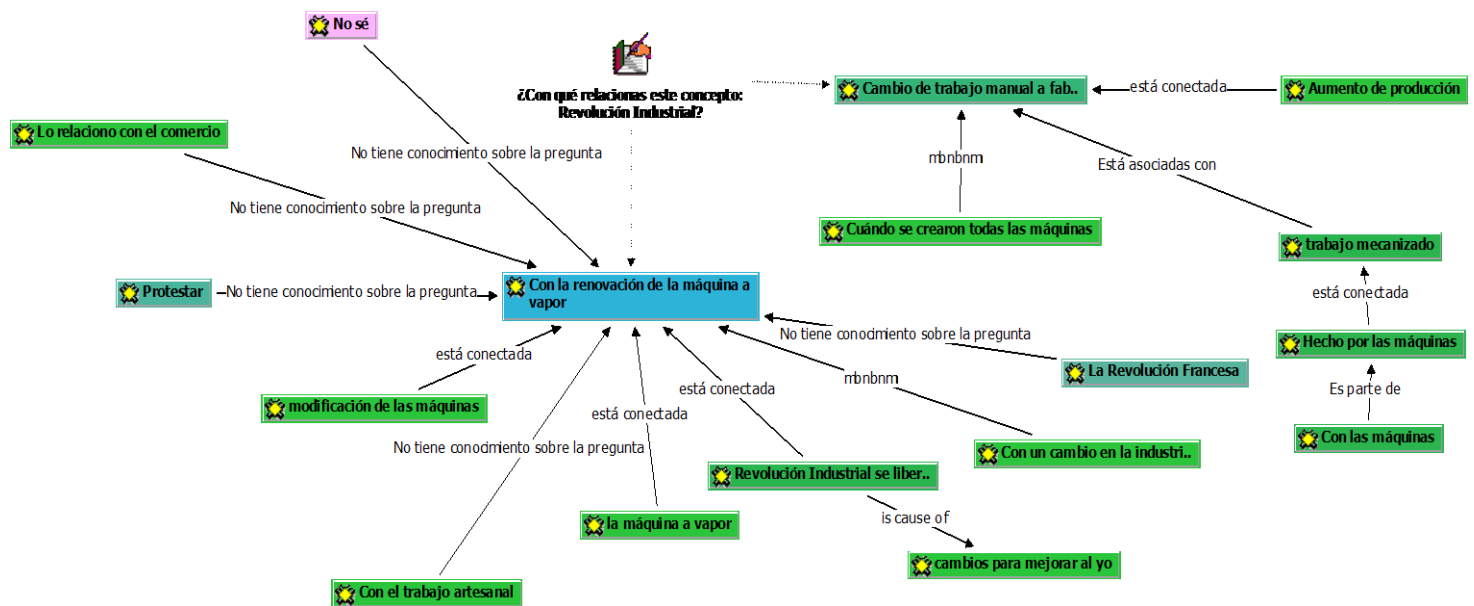 No sé
¿Con qué relacionas este concepto:
Revolución Industrial?
Cambio de trabajo manual a fab..
está conectada
Aumento de producción
Lo relaciono con el comercio
No tiene conocimiento sobre la pregunta
mbnbnm
Está asociadas con
No tiene conocimiento sobre la pregunta
Cuándo se crearon todas las máquinas
trabajo mecanizado
Con la renovación de la máquina a
vapor
Protestar
No tiene conocimiento sobre la pregunta
está conectada
No tiene conocimiento sobre la pregunta
Hecho por las máquinas
está conectada
La Revolución Francesa
mbnbnm
está conectada
Es parte de
modificación de las máquinas
está conectada
Con las máquinas
No tiene conocimiento sobre la pregunta
Con un cambio en la industri..
Revolución Industrial se liber..
is cause of
la máquina a vapor
cambios para mejorar al yo
Con el trabajo artesanal